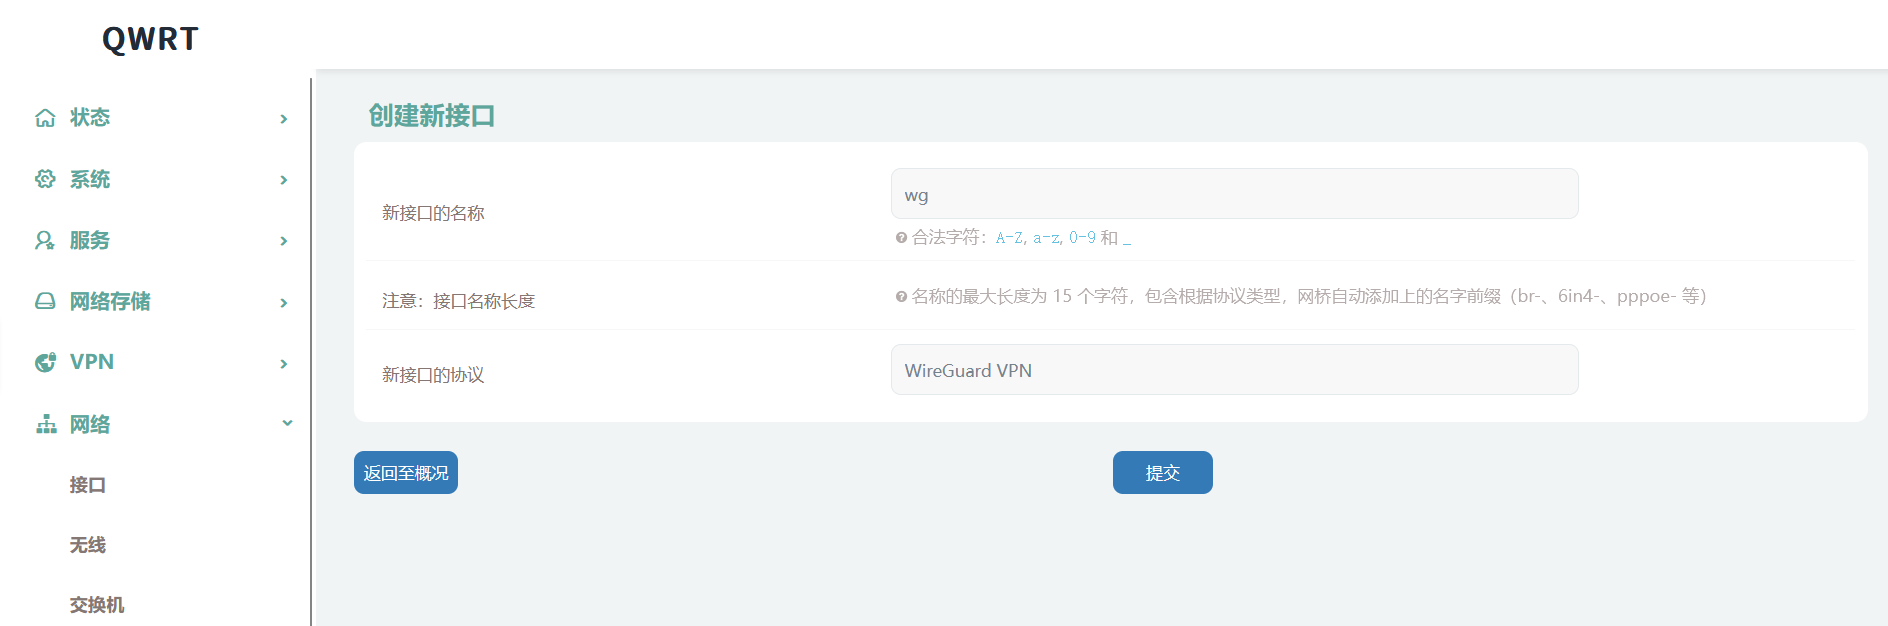 QWRT
状态
系统
服务
网络存储
VPN
网络
接口
无线
交换机
创建新接口
新接口的名称
wg
合法字符：A-Z, a-z, 0-9 和 _
注意：接口名称长度
名称的最大长度为 15 个字符，包含根据协议类型，网桥自动添加上的名字前缀（br-、6in4-、pppoe- 等）
新接口的协议
WireGuard VPN
返回至概况
提交